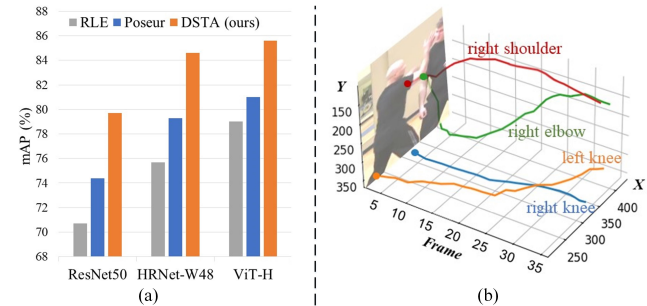 (a)
88
86
84
82
80
78
76
74
72
70
68
mAP (%)
RLE Poseur DSTA (ours)
ResNet50 HRNet-W48 ViT-H
(b)
Y
150
200
250
300
350
right shoulder
right elbow
left knee
right knee
X
400
350
300
250
5 10 15 20 25 30 35
Frame
(a)
(b)